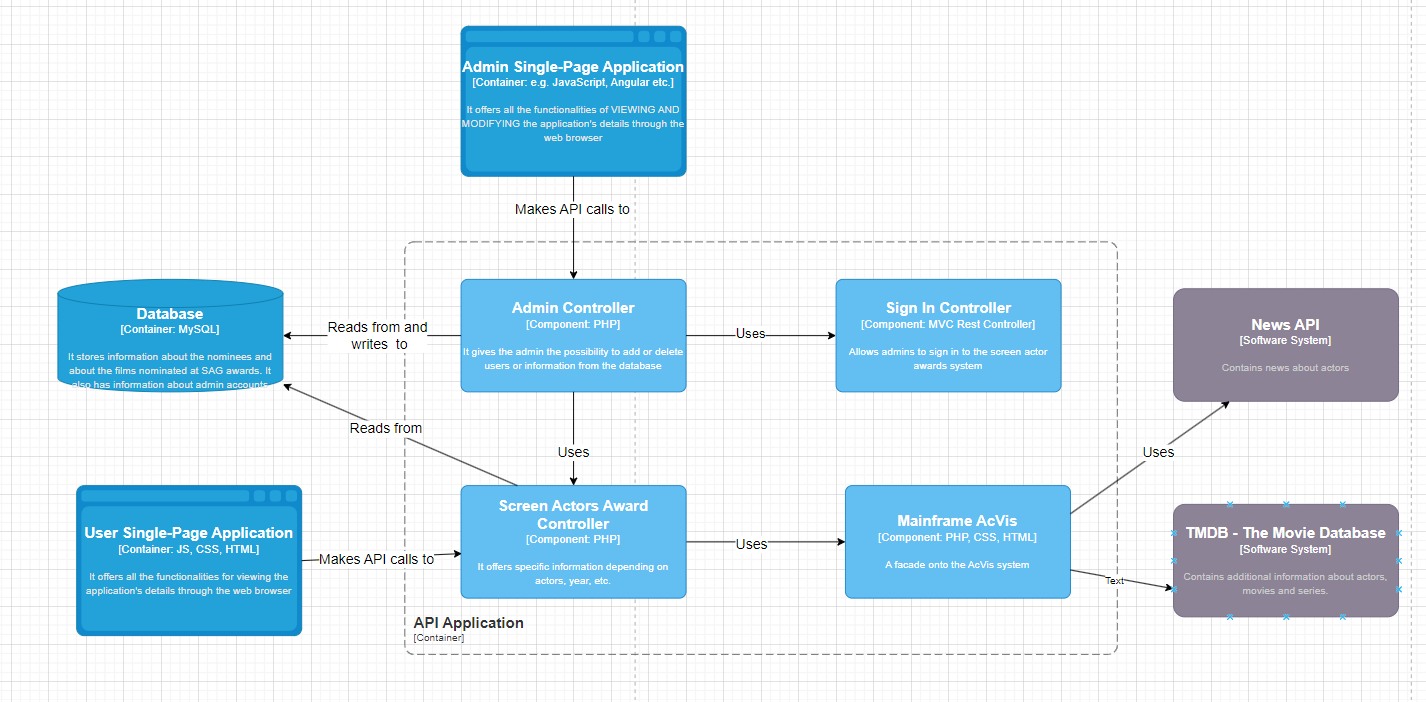 Admin Single-Page Application
[Container: e.g. JavaScript, Angular etc.]
It offers all the functionalities of VIEWING AND
MODIFYING the application's details through the
web browser
Makes API calls to
Database
[Container: MySQL]
It stores information about the nominees and
about the films nominated at SAG awards. It
also has information about admin accounts.
Reads from and
writes to
Admin Controller
[Component: PHP]
It gives the admin the possibility to add or delete
users or information from the database
Uses
Sign In Controller
[Component: MVC Rest Controller]
Allows admins to sign in to the screen actor
awards system
News API
[Software System]
Contains news about actors
Reads from
Uses
Uses
User Single-Page Application
[Container: JS, CSS, HTML]
It offers all the functionalities for viewing the
application's details through the web browser
Makes API calls to
Screen Actors Award
Controller
[Component: PHP]
It offers specific information depending on
actors, year, etc.
Uses
Mainframe AcVis
[Component: PHP, CSS, HTML]
A facade onto the AcVis system
Text
TMDB - The Movie Database
[Software System]
Contains additional information about actors,
movies and series.
API Application
[Container]